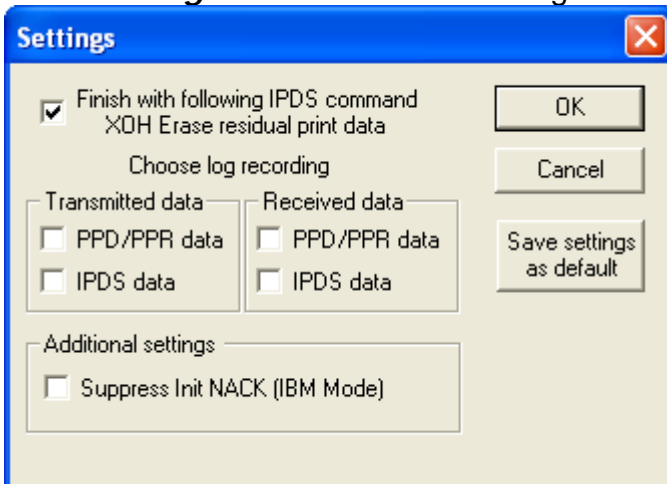 Settings
Finish with following IPDS command
XOH Erase residual print data
OK
Choose log recording
Cancel
Transmitted data
Received data
PPD/PPR data
PPD/PPR data
IPDS data
IPDS data
Save settings
as default
Additional settings
Suppress Init NACK (IBM Mode)